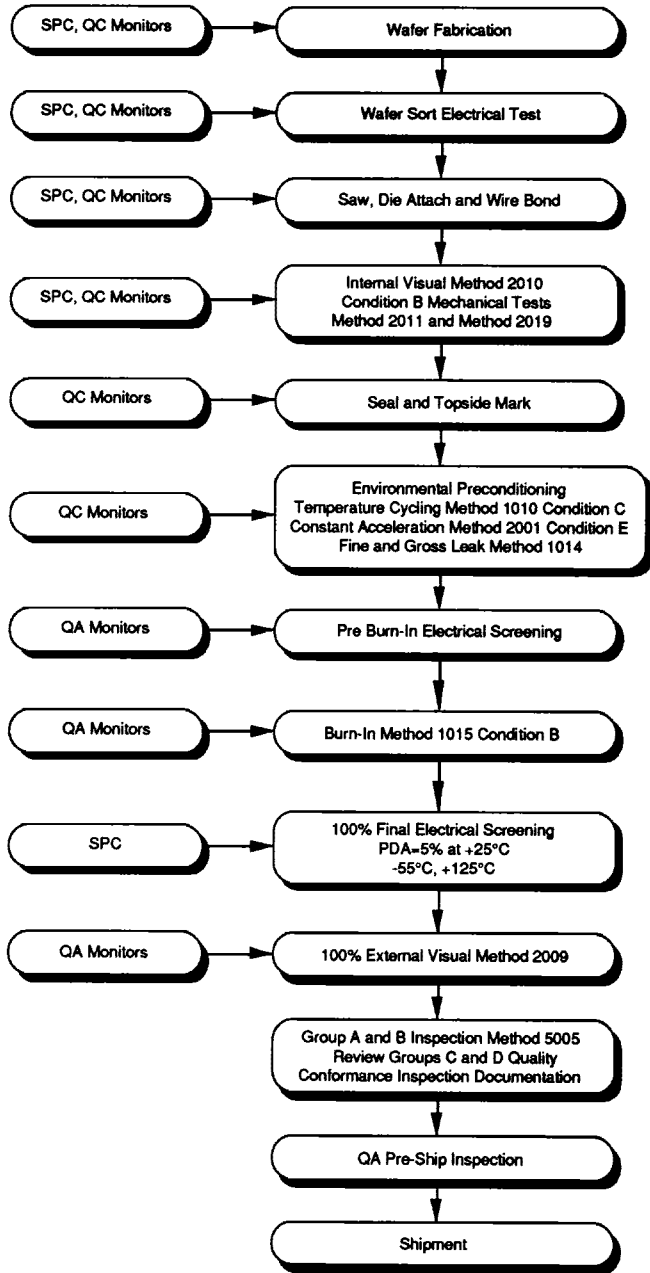 SPC, QC Monitors
Wafer Fabrication
SPC, QC Monitors
Wafer Sort Electrical Test
SPC, QC Monitors
Saw, Die Attach and Wire Bond
SPC, QC Monitors
Internal Visual Method 2010
Condition B Mechanical Tests
Method 2011 and Method 2019
QC Monitors
Seal and Topside Mark
QC Monitors
Environmental Preconditioning
Temperature Cycling Method 1010 Condition C
Constant Acceleration Method 2001 Condition E
Fine and Gross Leak Method 1014
QA Monitors
Pre Burn-In Electrical Screening
QA Monitors
Burn-In Method 1015 Condition B
SPC
100% Final Electrical Screening
PDA=5% at +25°C
-55°C, +125°C
QA Monitors
100% External Visual Method 2009
Group A and B Inspection Method 5005
Review Groups C and D Quality
Conformance Inspection Documentation
QA Pre-Ship Inspection
Shipment